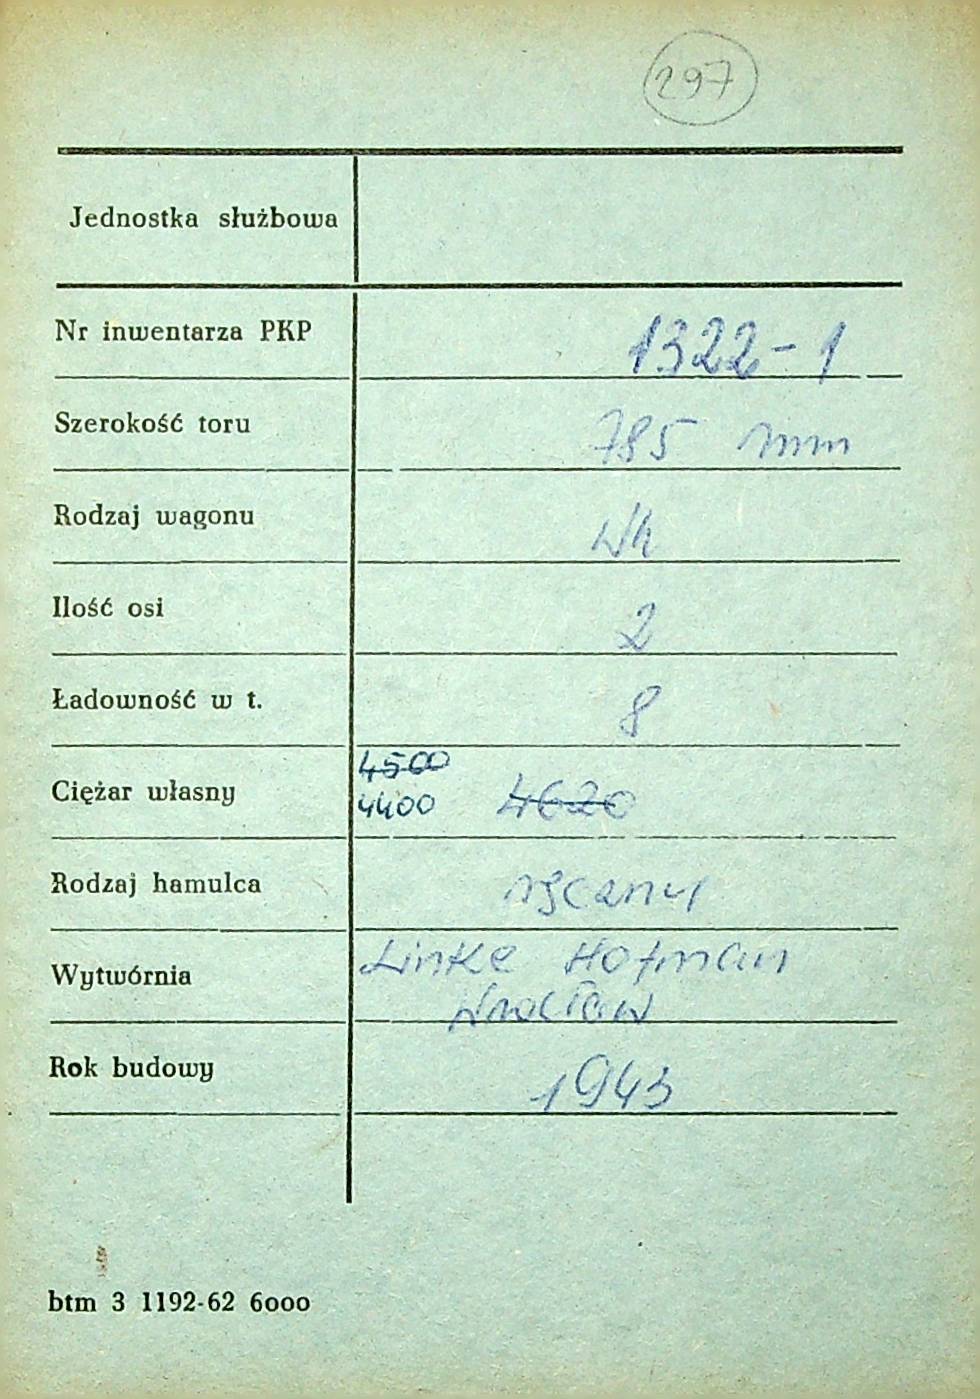 297
Jednostka służbowa
Nr inwentarza PKP 1322-1
Szerokość toru 785 mm
Rodzaj wagonu Wh
Ilość osi 2
Ładowność w t. 8
4500
Ciężar własny 4400 4620
Rodzaj hamulca ręczny
Wytwórnia Linke Hofman
Wrocław
Rok budowy 1943
btm 3 1192-62 6000